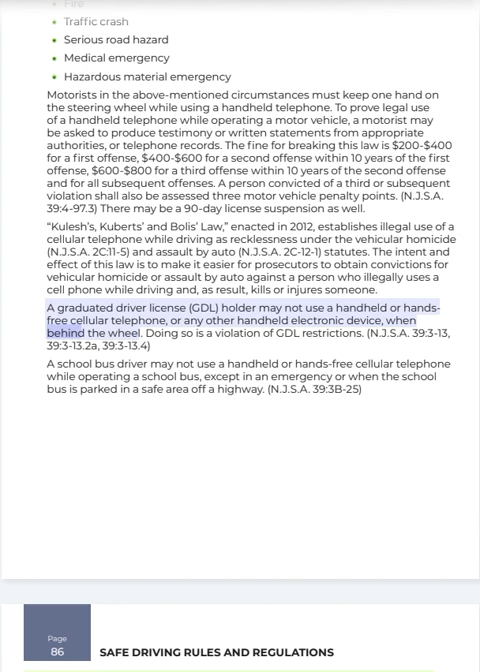 Fire
Traffic crash
Serious road hazard
Medical emergency
Hazardous material emergency
Motorists in the above-mentioned circumstances must keep one hand on
the steering wheel while using a handheld telephone. To prove legal use
of a handheld telephone while operating a motor vehicle, a motorist may
be asked to produce testimony or written statements from appropriate
authorities, or telephone records. The fine for breaking this law is $200-$400
for a first offense, $400-$600 for a second offense within 10 years of the first
offense, $600-$800 for a third offense within 10 years of the second offense
and for all subsequent offenses. A person convicted of a third or subsequent
violation shall also be assessed three motor vehicle penalty points. (N.J.S.A.
39:4-97.3) There may be a 90-day license suspension as well.
“Kulesh’s, Kuberts’ and Bolis’ Law,” enacted in 2012, establishes illegal use of a
cellular telephone while driving as recklessness under the vehicular homicide
(N.J.S.A. 2C:11-5) and assault by auto (N.J.S.A. 2C-12-1) statutes. The intent and
effect of this law is to make it easier for prosecutors to obtain convictions for
vehicular homicide or assault by auto against a person who illegally uses a
cell phone while driving and, as result, kills or injures someone.
A graduated driver license (GDL) holder may not use a handheld or hands-
free cellular telephone, or any other handheld electronic device, when
behind the wheel. Doing so is a violation of GDL restrictions. (N.J.S.A. 39:3-13,
39:3-13.2a, 39:3-13.4)
A school bus driver may not use a handheld or hands-free cellular telephone
while operating a school bus, except in an emergency or when the school
bus is parked in a safe area off a highway. (N.J.S.A. 39:3B-25)
Page
86
SAFE DRIVING RULES AND REGULATIONS